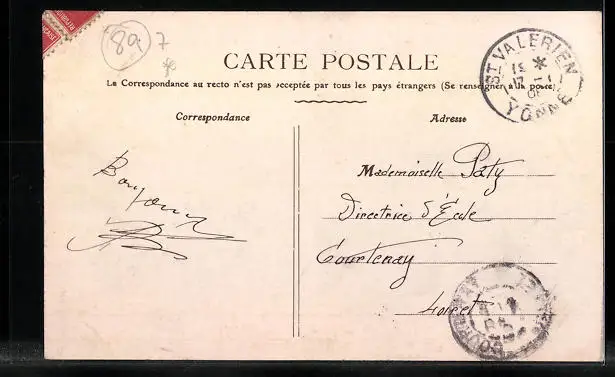 89 7
CARTE POSTALE
La Correspondance au recto n'est pas acceptée par tous les pays étrangers (Se renseigner à la poste)
ST VALERIEN
YONNE
Correspondance
Adresse
Bonjour
Mademoiselle Paty
Directrice d'École
Courtenay
Loiret